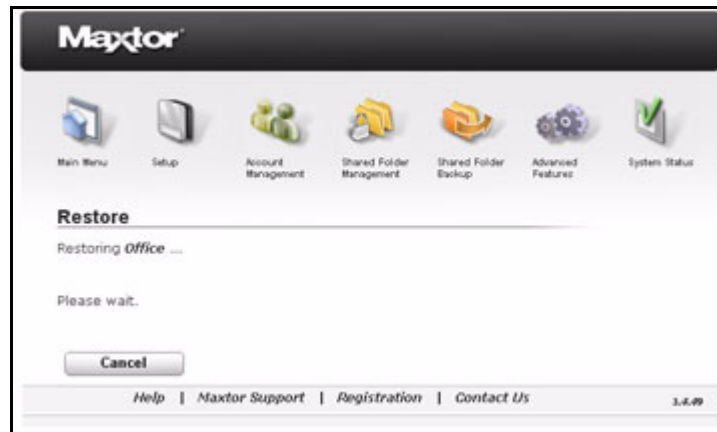 Maxtor
Main Menu
Setup
Account Management
Shared Folder Management
Shared Folder Backup
Advanced Features
System Status
Restore
Restoring Office ....
Please wait.
Cancel
Help | Maxtor Support | Registration | Contact Us